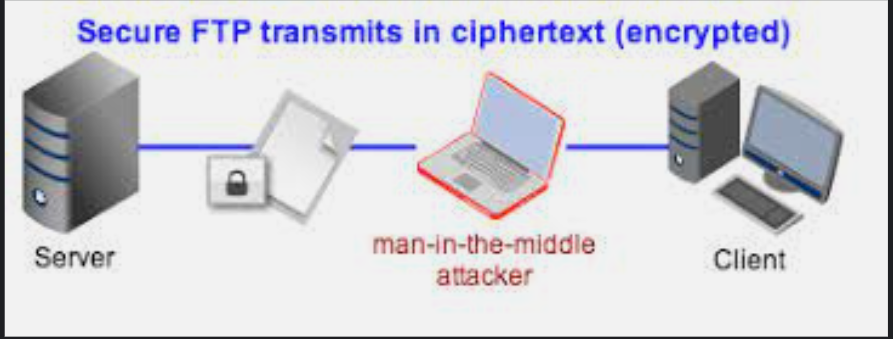 Secure FTP transmits in ciphertext (encrypted)
Server
man-in-the-middle
attacker
Client